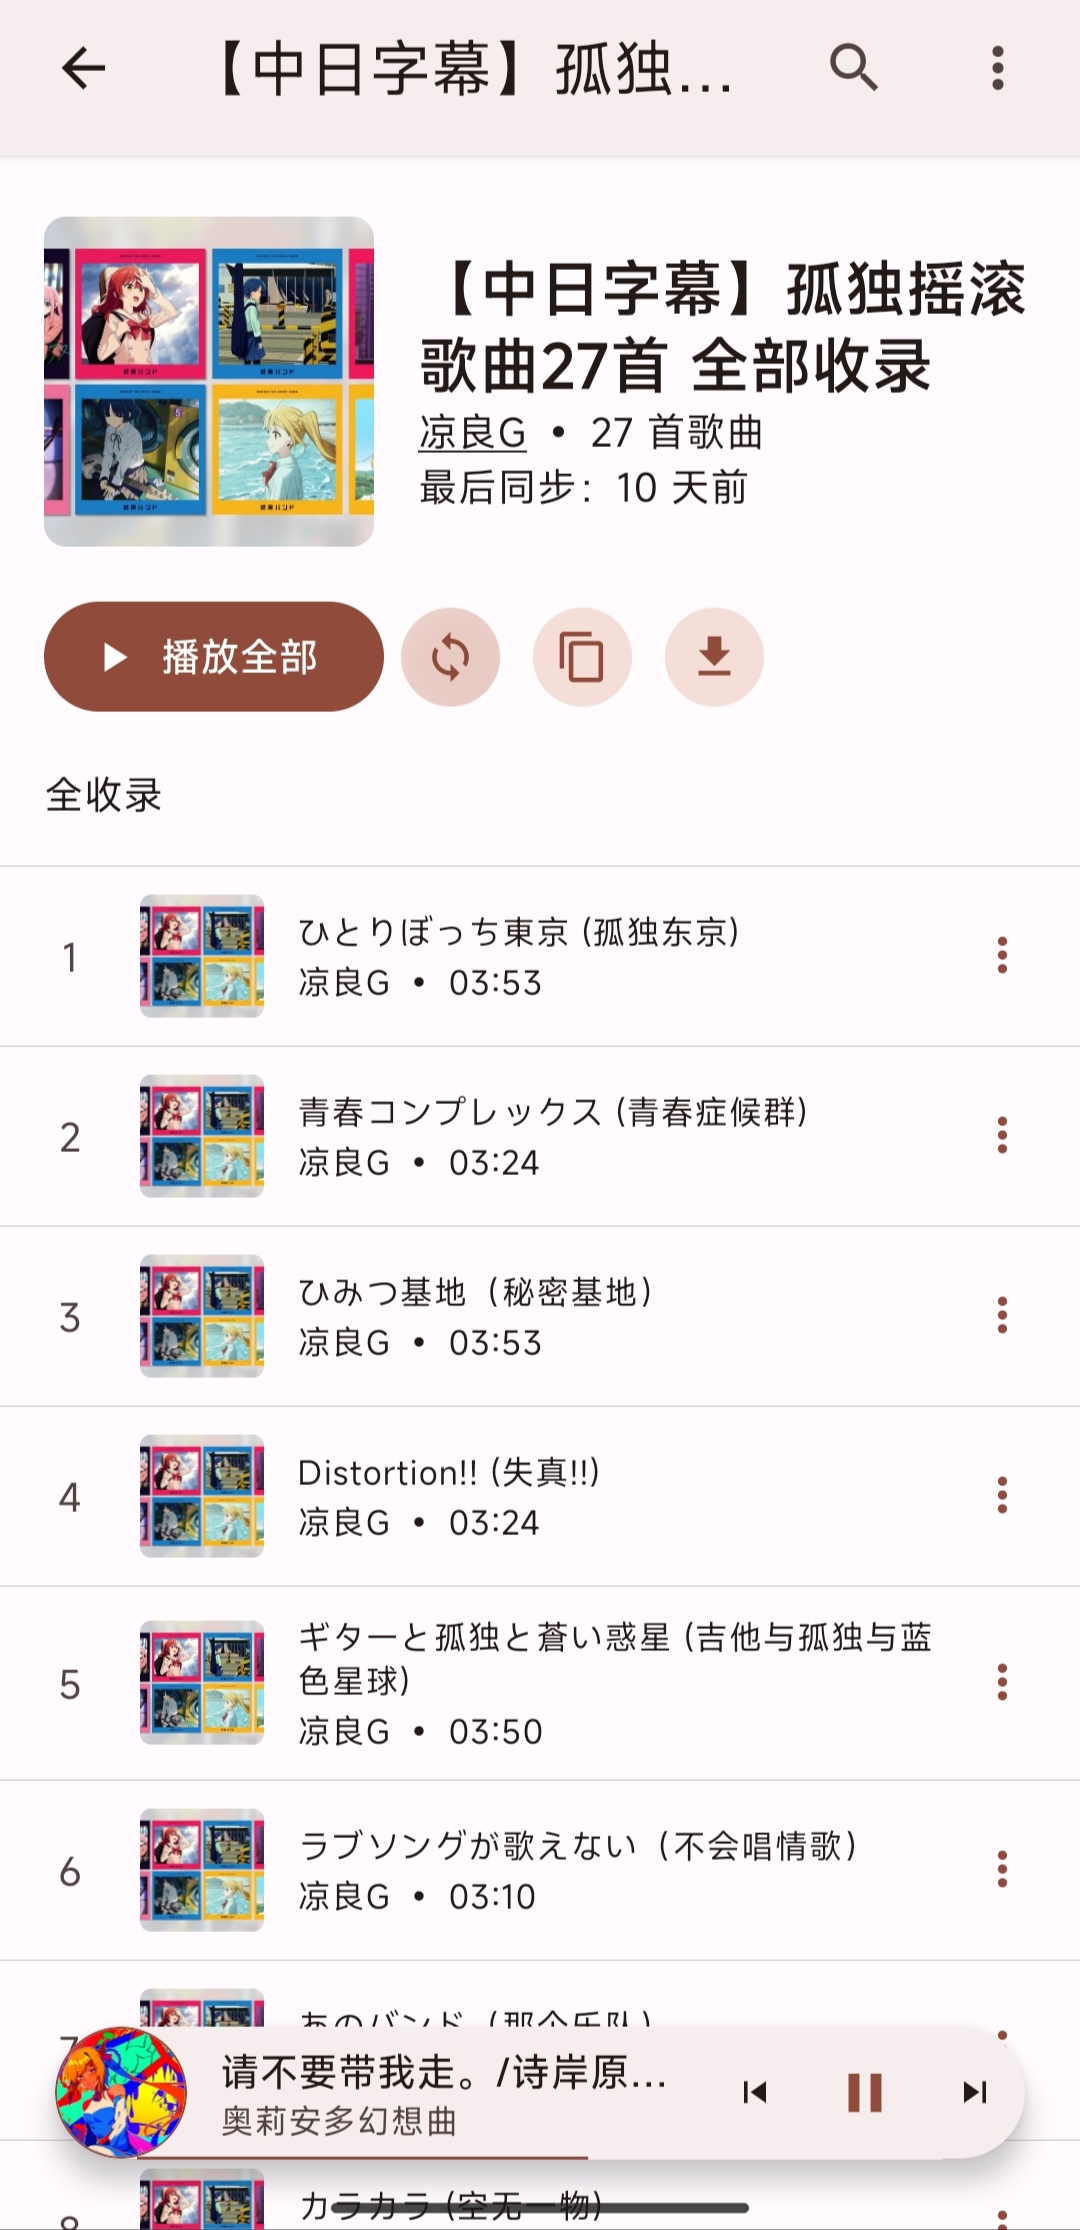 【中日字幕】孤独...
【中日字幕】孤独摇滚
歌曲27首 全部收录
凉良G • 27 首歌曲
最后同步：10 天前
播放全部
全收录
1
ひとりぼっち東京 (孤独东京)
凉良G • 03:53
2
青春コンプレックス (青春症候群)
凉良G • 03:24
3
ひみつ基地（秘密基地）
凉良G • 03:53
4
Distortion!! (失真!!)
凉良G • 03:24
5
ギターと孤独と蒼い惑星 (吉他与孤独与蓝
色星球)
凉良G • 03:50
6
ラブソングが歌えない（不会唱情歌）
凉良G • 03:10
7
あのバンド（那个乐队）
请不要带我走。/诗岸原...
奥莉安多幻想曲
8
カラカラ (空无一物)